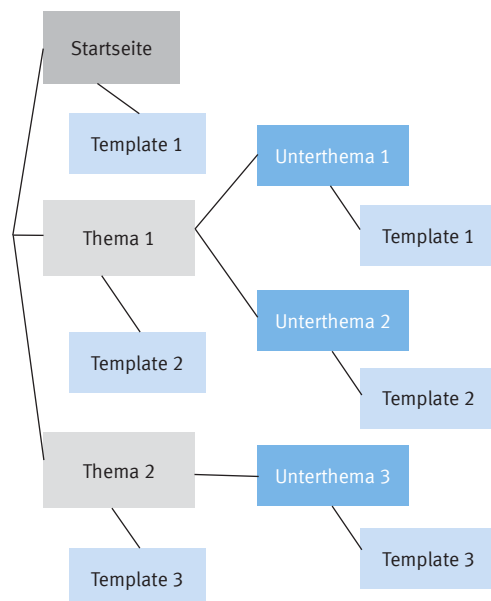 Startseite
Template 1
Unterthema 1
Thema 1
Template 1
Unterthema 2
Template 2
Template 2
Thema 2
Unterthema 3
Template 3
Template 3